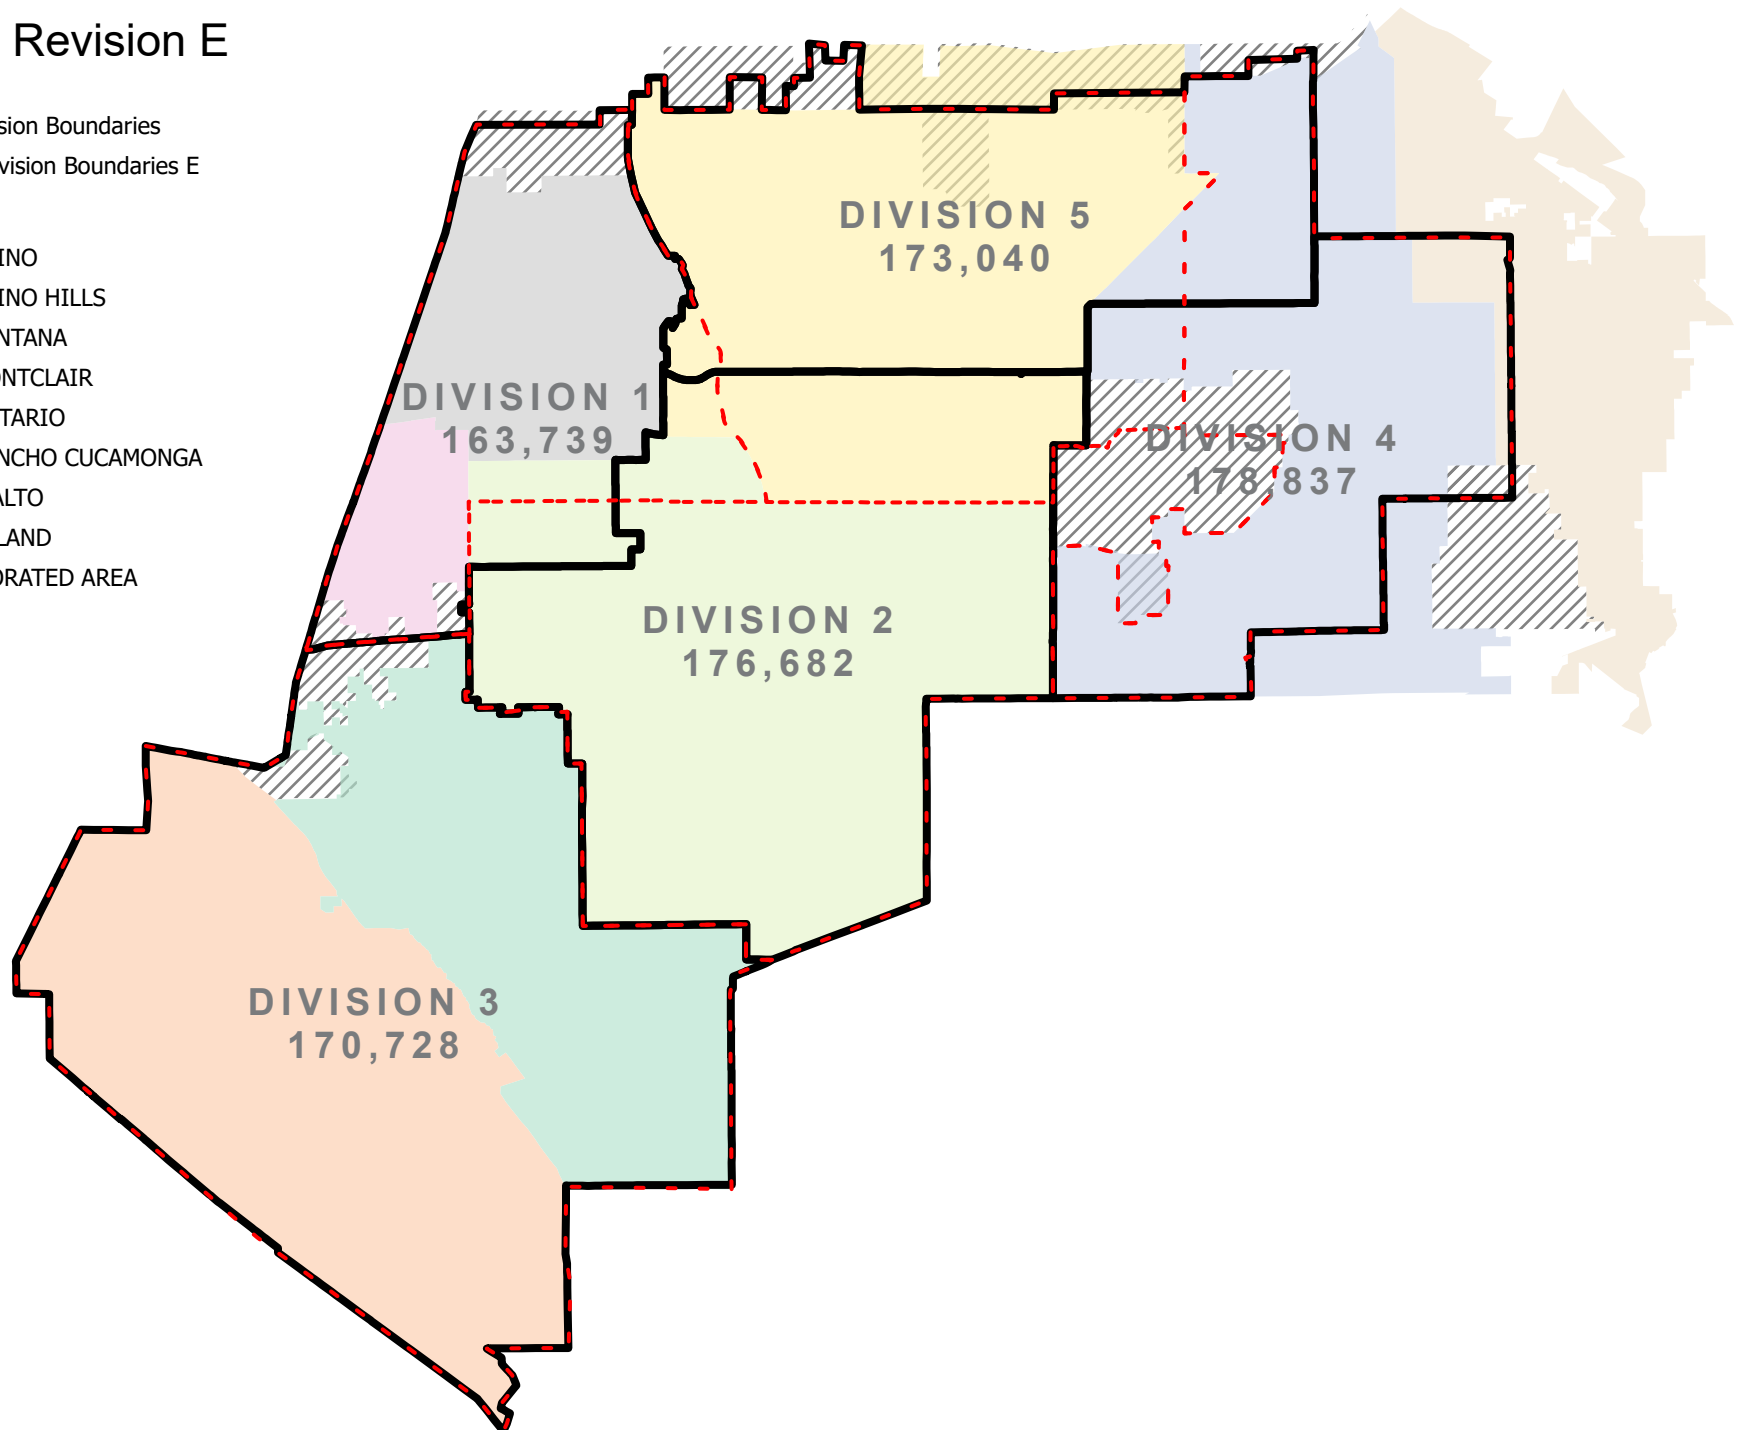 Revision E
sion Boundaries
vision Boundaries E
INO
INO HILLS
NTANA
ONTCLAIR
TARIO
NCHO CUCAMONGA
ALTO
LAND
ORATED AREA
DIVISION 5
173,040
DIVISION 1
163,739
DIVISION 4
178,837
DIVISION 2
176,682
DIVISION 3
170,728